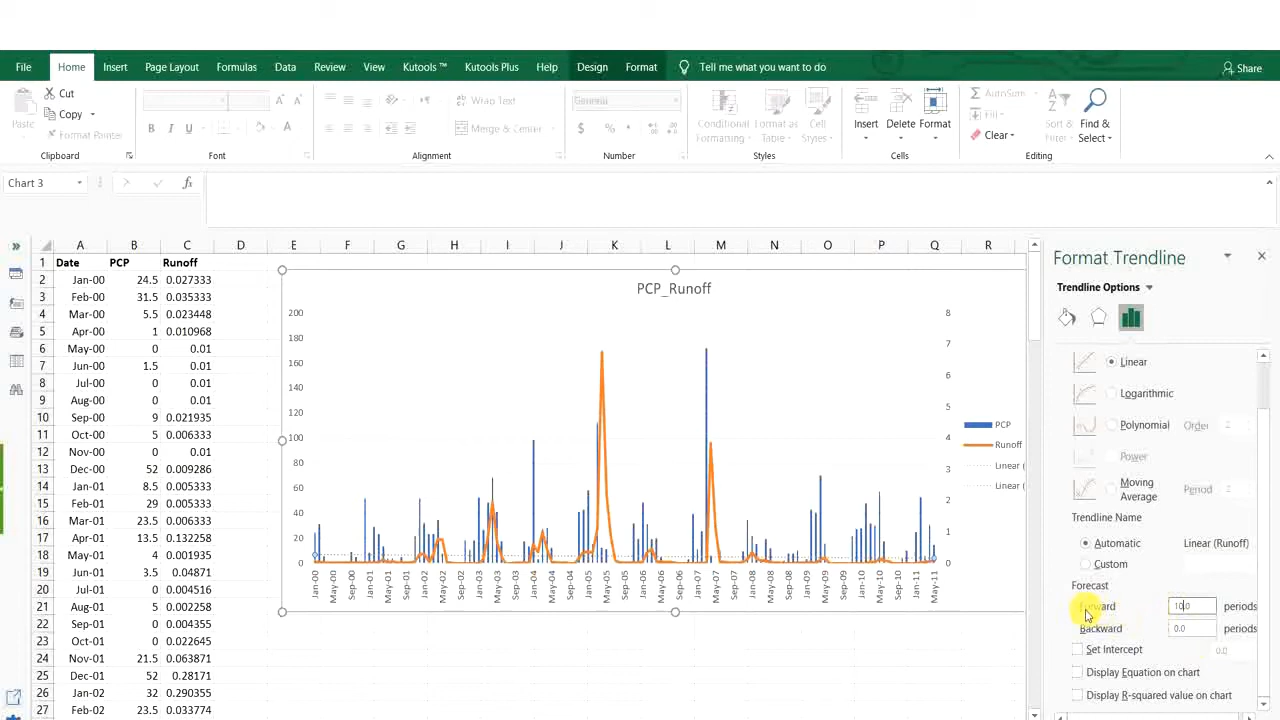 File Home Insert Page Layout Formulas Data Review View Kutools ™ Kutools Plus Help Design Format Tell me what you want to do Share
Cut
Copy
Paste
Format Painter
B I U
Wrap Text
Merge & Center
General
$ %
Conditional Formatting
Format as Table
Cell Styles
Insert Delete Format
AutoSum
Fill
Clear
Sort & Filter
Find & Select
Clipboard Font Alignment Number Styles Cells Editing
Chart 3 fx
A B C D E F G H I J K L M N O P Q R
1 Date PCP Runoff
2 Jan-00 24.5 0.027333
3 Feb-00 31.5 0.035333
4 Mar-00 5.5 0.023448
5 Apr-00 1 0.010968
6 May-00 0 0.01
7 Jun-00 1.5 0.01
8 Jul-00 0 0.01
9 Aug-00 0 0.01
10 Sep-00 9 0.021935
11 Oct-00 5 0.006333
12 Nov-00 0 0.01
13 Dec-00 52 0.009286
14 Jan-01 8.5 0.005333
15 Feb-01 29 0.005333
16 Mar-01 23.5 0.006333
17 Apr-01 13.5 0.132258
18 May-01 4 0.001935
19 Jun-01 3.5 0.04871
20 Jul-01 0 0.004516
21 Aug-01 5 0.002258
22 Sep-01 0 0.004355
23 Oct-01 0 0.022645
24 Nov-01 21.5 0.063871
25 Dec-01 52 0.28171
26 Jan-02 32 0.290355
27 Feb-02 23.5 0.033774
PCP_Runoff
200
180
160
140
120
100
80
60
40
20
0
8
7
6
5
4
3
2
1
0
Jan-00 May-00 Sep-00 Jan-01 May-01 Sep-01 Jan-02 May-02 Sep-02 Jan-03 May-03 Sep-03 Jan-04 May-04 Sep-04 Jan-05 May-05 Sep-05 Jan-06 May-06 Sep-06 Jan-07 May-07 Sep-07 Jan-08 May-08 Sep-08 Jan-09 May-09 Sep-09 Jan-10 May-10 Sep-10 Jan-11 May-11
PCP
Runoff
Linear (
Linear (
Format Trendline
Trendline Options
Linear
Logarithmic
Polynomial Order 2
Power
Moving Average Period 2
Trendline Name
Automatic Linear (Runoff)
Custom
Forecast
Forward 10.0 periods
Backward 0.0 periods
Set Intercept 0.0
Display Equation on chart
Display R-squared value on chart